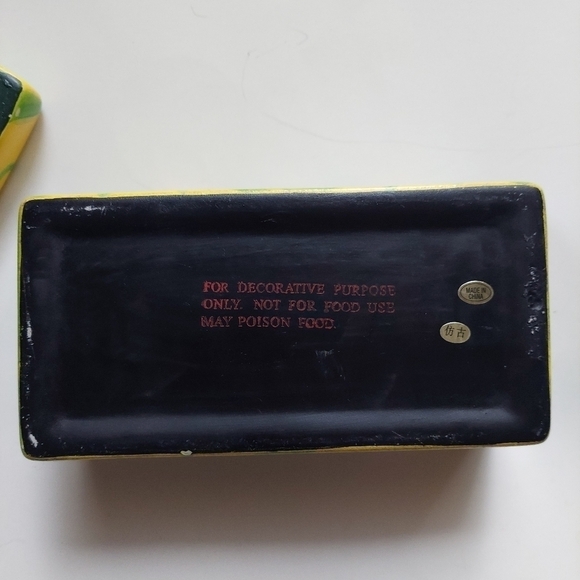 FOR DECORATIVE PURPOSE
ONLY. NOT FOR FOOD USE
MAY POISON FOOD.
MADE IN
CHINA
仿古